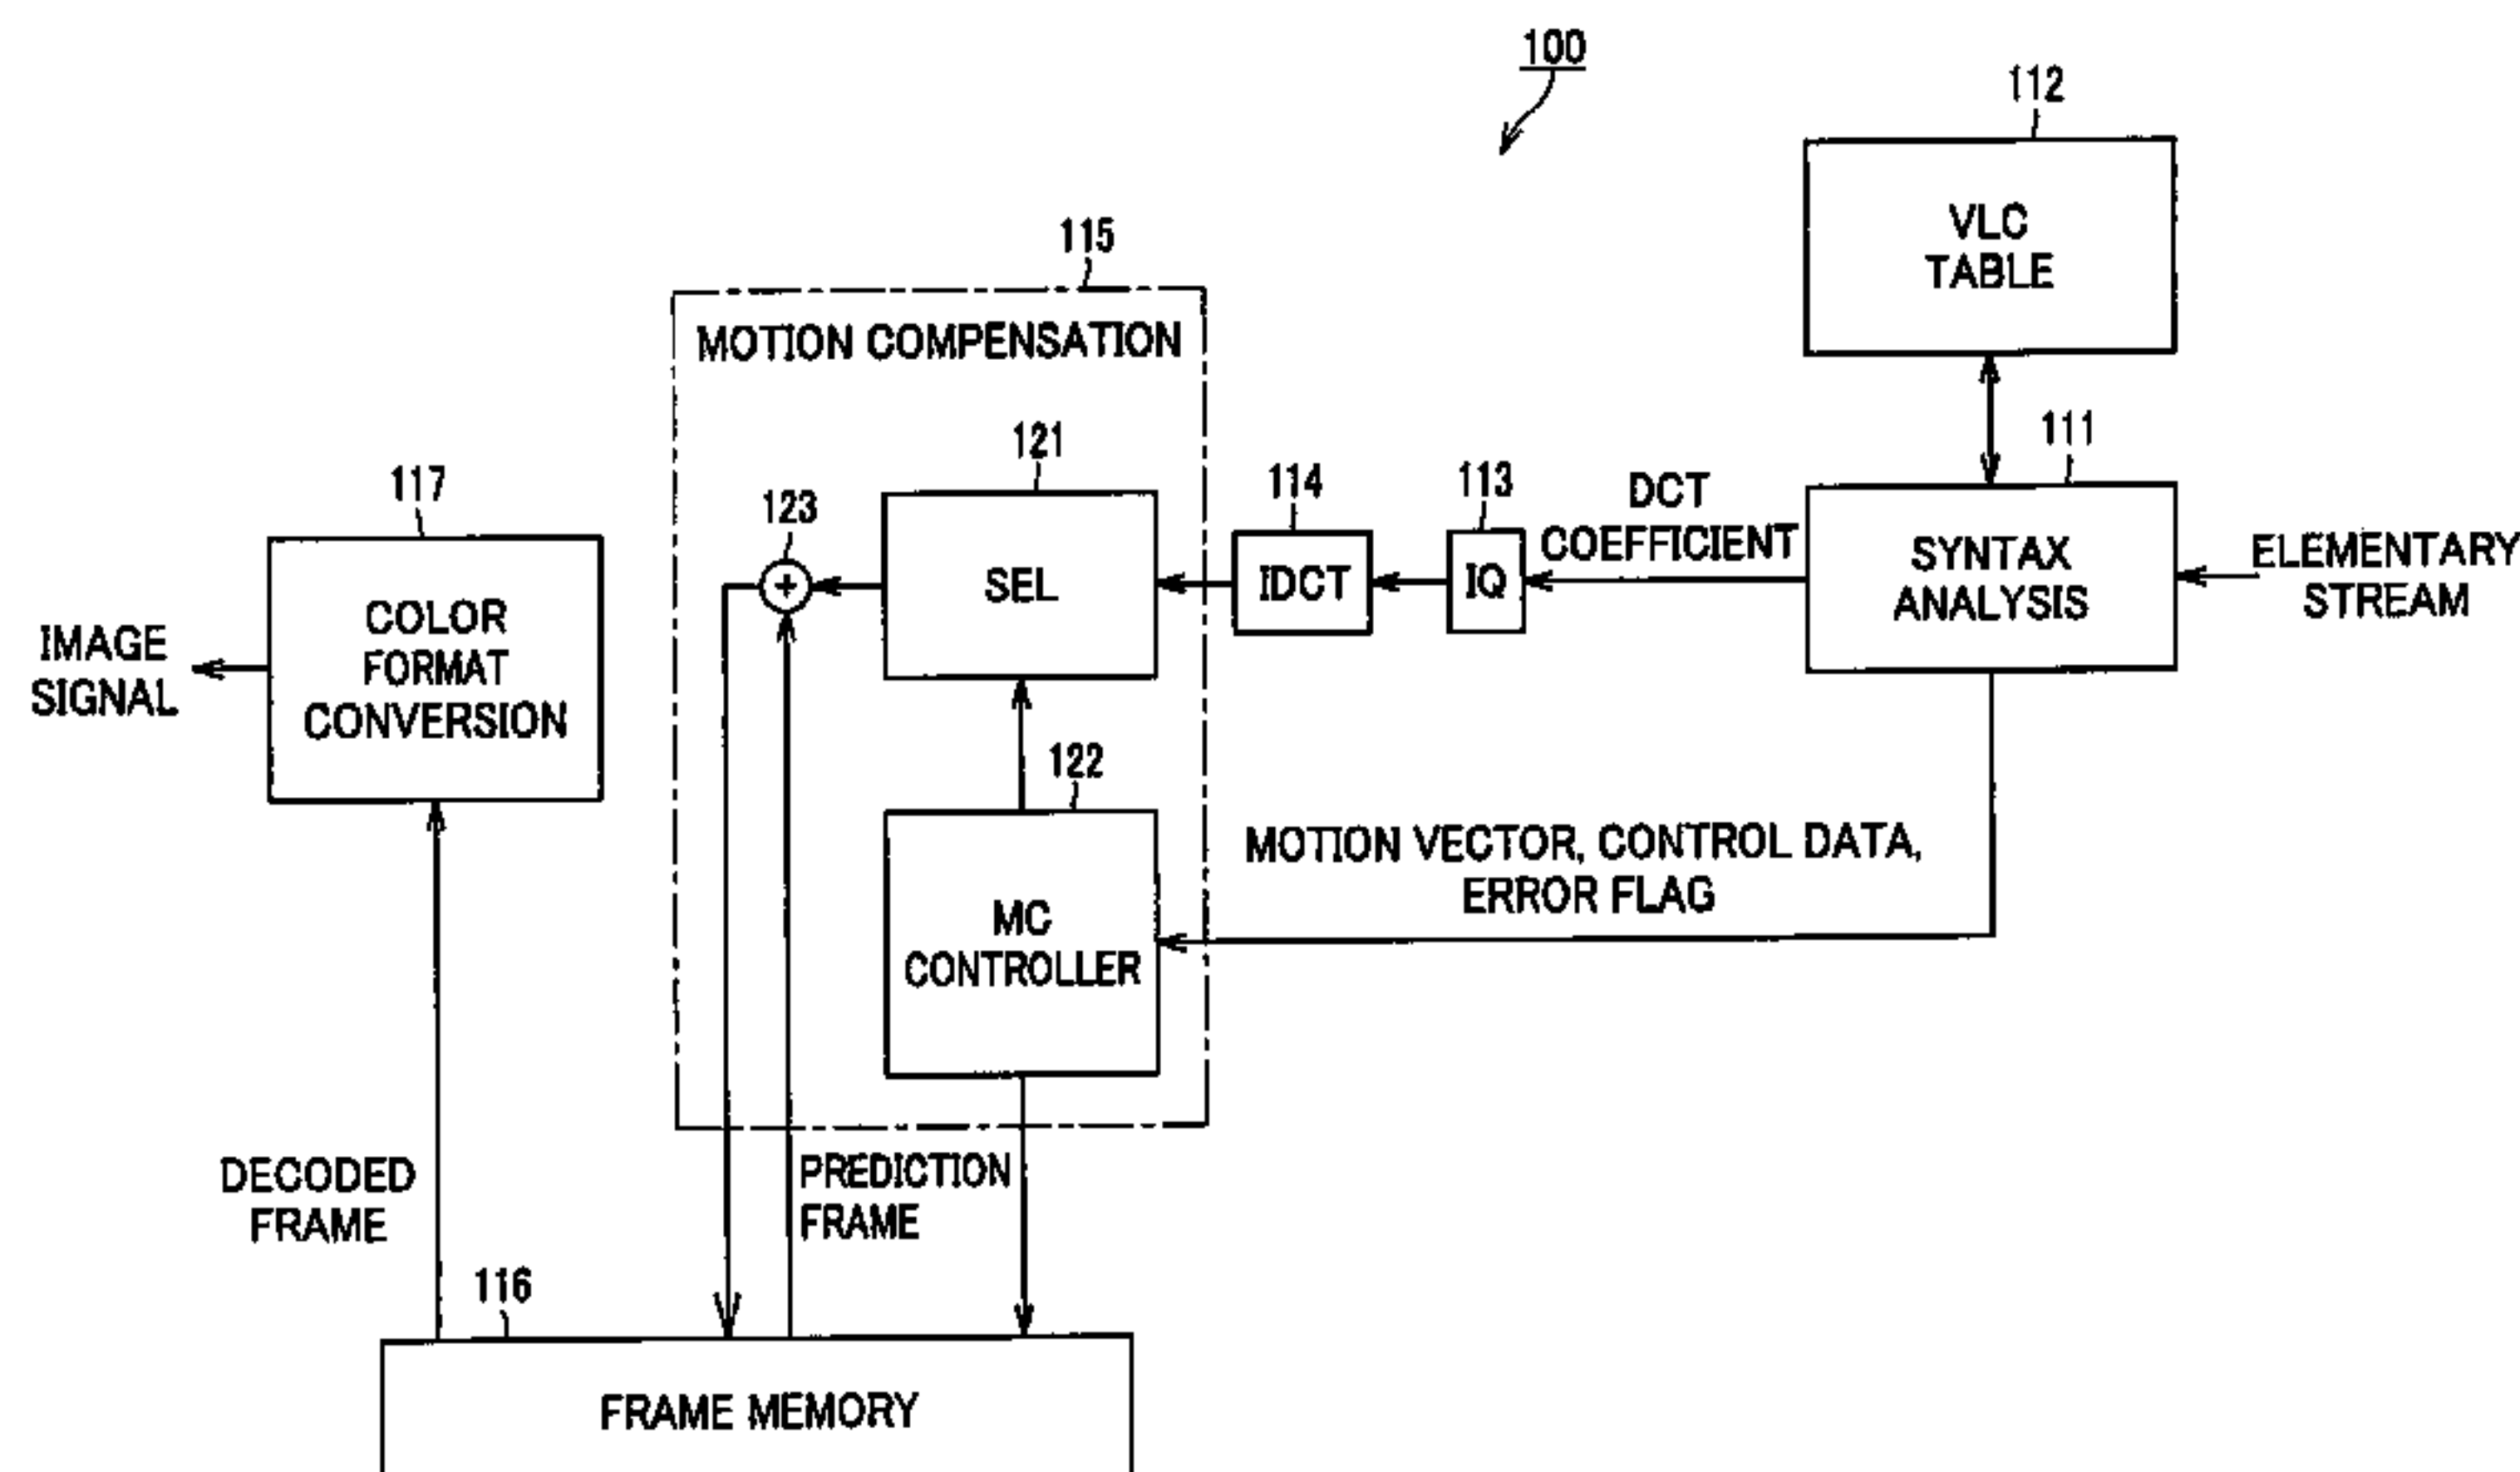 100
112
VLC
TABLE
115
MOTION COMPENSATION
111
121
117
123
114
113
DCT
COEFFICIENT
SYNTAX
ANALYSIS
ELEMENTARY
STREAM
IMAGE
SIGNAL
COLOR
FORMAT
CONVERSION
+
SEL
IDCT
IQ
122
MC
CONTROLLER
MOTION VECTOR, CONTROL DATA,
ERROR FLAG
DECODED
FRAME
PREDICTION
FRAME
116
FRAME MEMORY